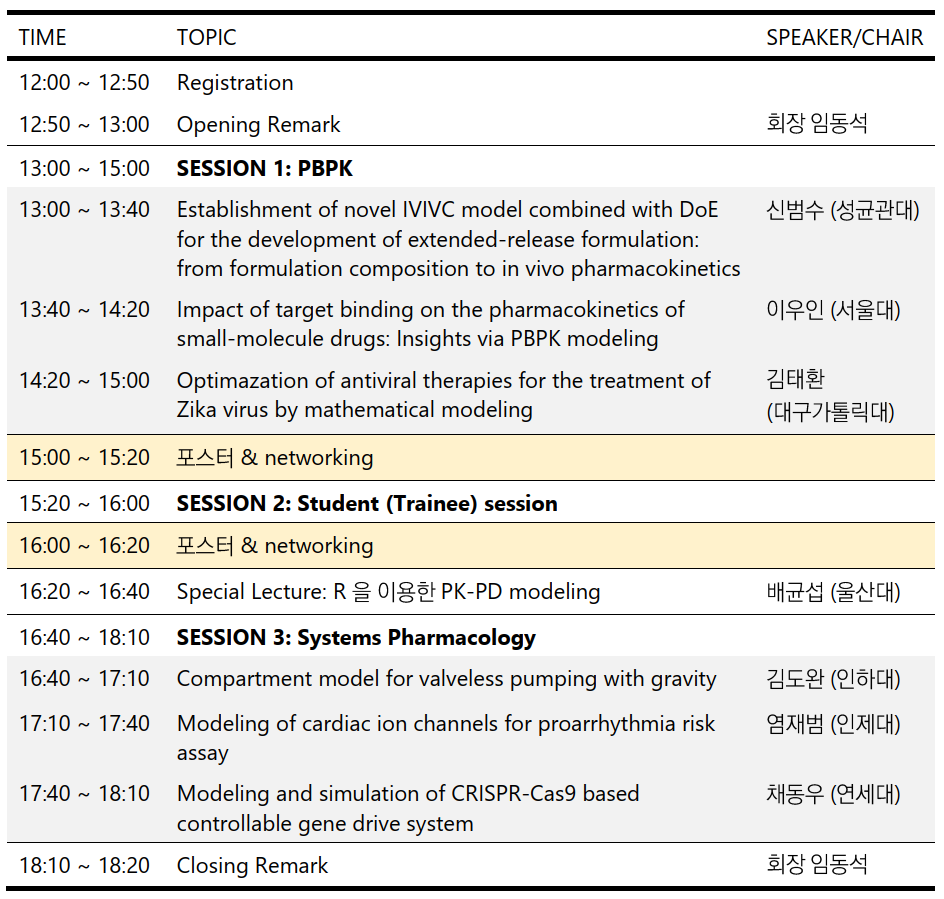 TIME TOPIC SPEAKER/CHAIR
12:00 ~ 12:50 Registration
12:50 ~ 13:00 Opening Remark 회장 임동석
13:00 ~ 15:00 SESSION 1: PBPK
13:00 ~ 13:40 Establishment of novel IVIVC model combined with DoE 신범수 (성균관대)
for the development of extended-release formulation:
from formulation composition to in vivo pharmacokinetics
13:40 ~ 14:20 Impact of target binding on the pharmacokinetics of 이우인 (서울대)
small-molecule drugs: Insights via PBPK modeling
14:20 ~ 15:00 Optimazation of antiviral therapies for the treatment of 김태환
Zika virus by mathematical modeling (대구가톨릭대)
15:00 ~ 15:20 포스터 & networking
15:20 ~ 16:00 SESSION 2: Student (Trainee) session
16:00 ~ 16:20 포스터 & networking
16:20 ~ 16:40 Special Lecture: R 을 이용한 PK-PD modeling 배균섭 (울산대)
16:40 ~ 18:10 SESSION 3: Systems Pharmacology
16:40 ~ 17:10 Compartment model for valveless pumping with gravity 김도완 (인하대)
17:10 ~ 17:40 Modeling of cardiac ion channels for proarrhythmia risk 염재범 (인제대)
assay
17:40 ~ 18:10 Modeling and simulation of CRISPR-Cas9 based 채동우 (연세대)
controllable gene drive system
18:10 ~ 18:20 Closing Remark 회장 임동석